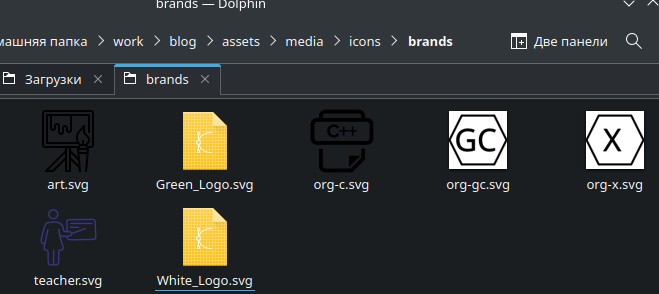 brands — Dolphin
машняя папка > work > blog > assets > media > icons > brands Две панели
Загрузки brands
C++ GC X
art.svg Green_Logo.svg org-c.svg org-gc.svg org-x.svg
teacher.svg White_Logo.svg